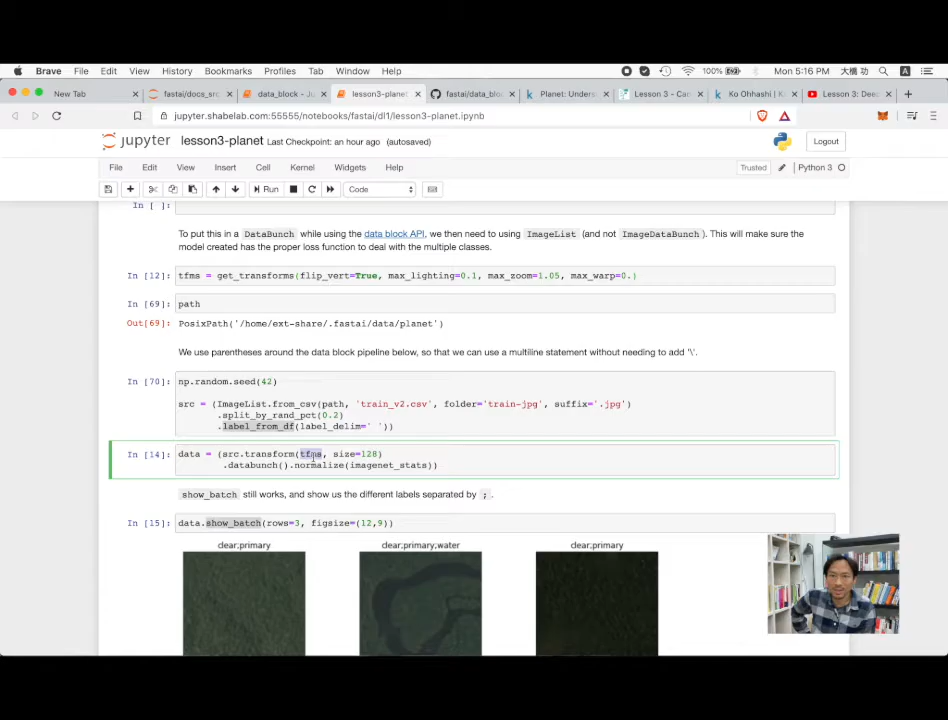 Brave File Edit View History Bookmarks Profiles Tab Window Help 100% Mon 5:16 PM 大橋 功 A
New Tab × fastai/docs_src × data_block - Ju × lesson3-planet × fastai/data_blo × Planet: Unders × Lesson 3 - Ca × Ko Ohhashi | K × Lesson 3: Dee × +
jupyter.shabelab.com:55555/notebooks/fastai/dl1/lesson3-planet.ipynb
jupyter lesson3-planet Last Checkpoint: an hour ago (autosaved) Logout
File Edit View Insert Cell Kernel Widgets Help Trusted Python 3
Run Code
In [ ]:
To put this in a DataBunch while using the data block API, we then need to using ImageList (and not ImageDataBunch). This will make sure the
model created has the proper loss function to deal with the multiple classes.
In [12]: tfms = get_transforms(flip_vert=True, max_lighting=0.1, max_zoom=1.05, max_warp=0.)
In [69]: path
Out[69]: PosixPath('/home/ext-share/.fastai/data/planet')
We use parentheses around the data block pipeline below, so that we can use a multiline statement without needing to add '\'.
In [70]: np.random.seed(42)
src = (ImageList.from_csv(path, 'train_v2.csv', folder='train-jpg', suffix='.jpg')
.split_by_rand_pct(0.2)
.label_from_df(label_delim=' '))
In [14]: data = (src.transform(tfms, size=128)
.databunch().normalize(imagenet_stats))
show_batch still works, and show us the different labels separated by ;.
In [15]: data.show_batch(rows=3, figsize=(12,9))
clear;primary clear;primary;water clear;primary